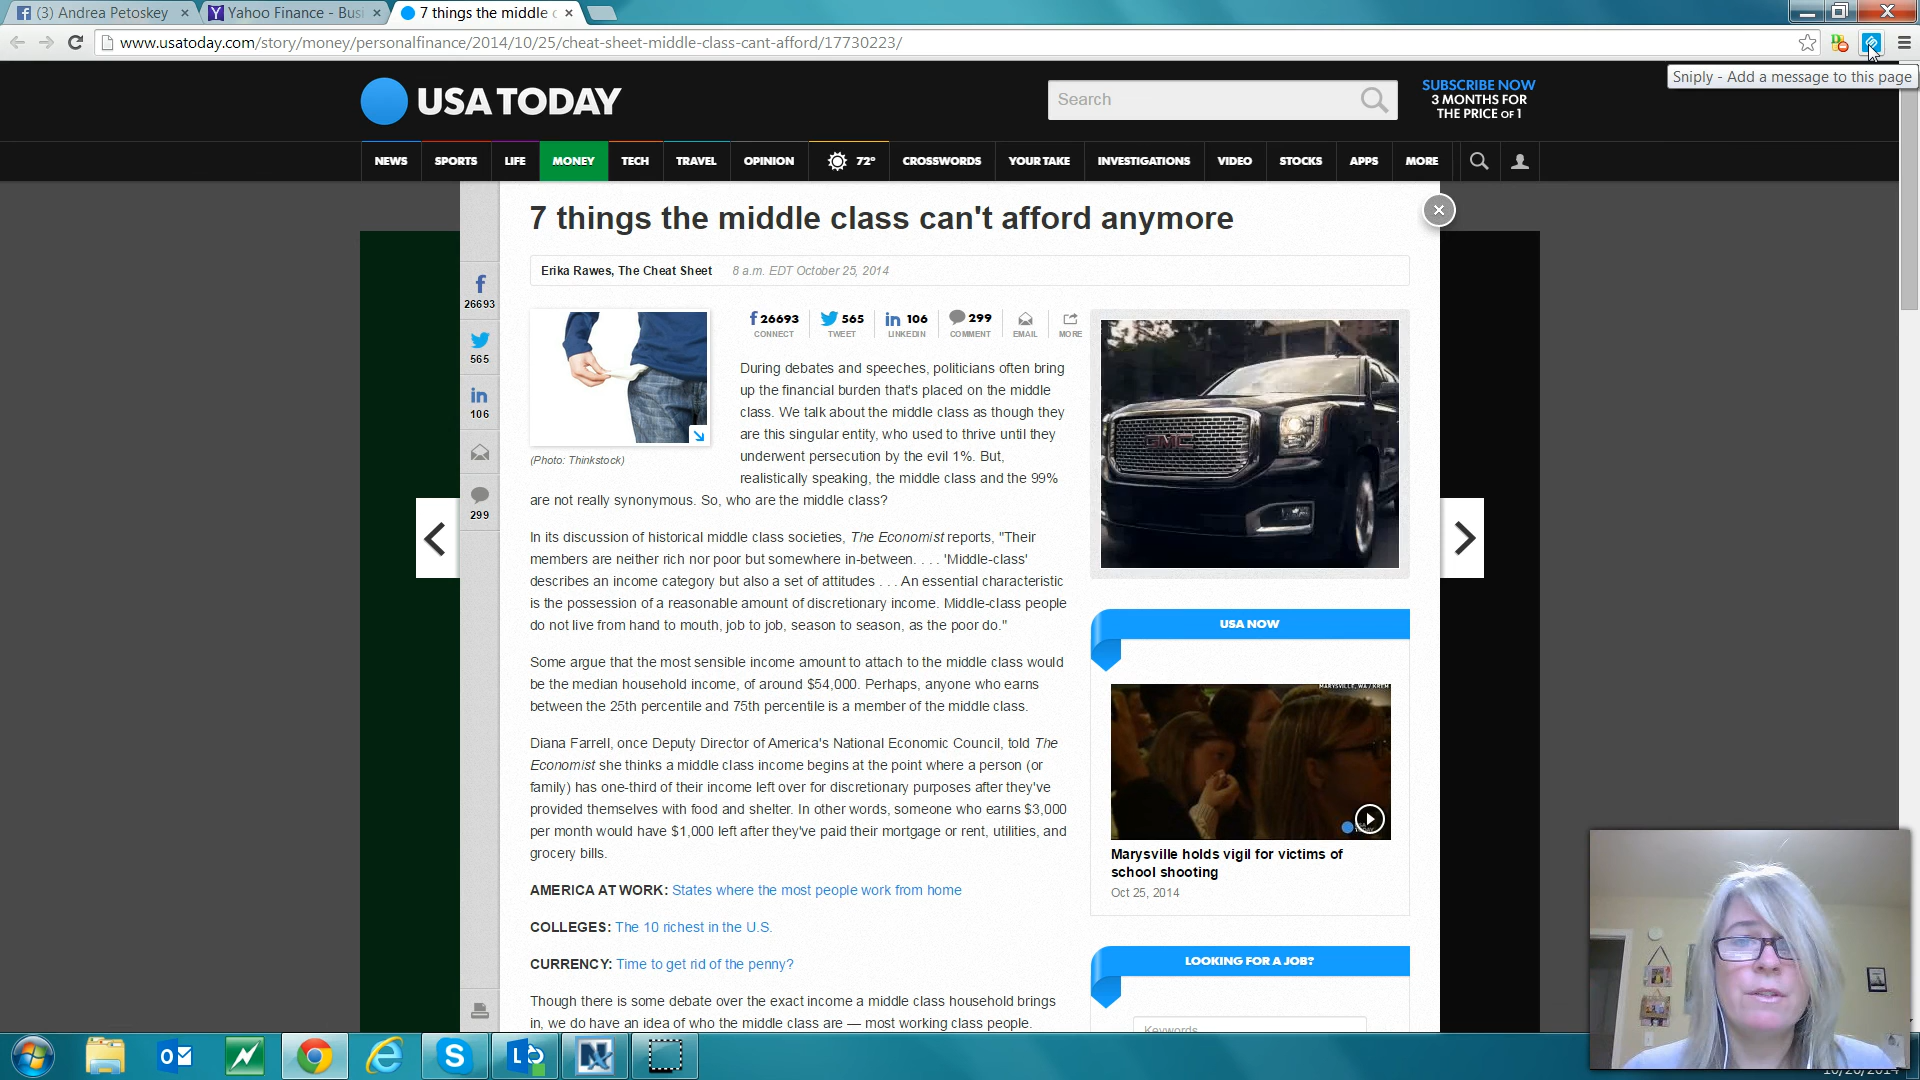 (3) Andrea Petoskey
Yahoo Finance - Busi
7 things the middle c
www.usatoday.com/story/money/personalfinance/2014/10/25/cheat-sheet-middle-class-cant-afford/17730223/
Sniply - Add a message to this page
USA TODAY
Search
SUBSCRIBE NOW
3 MONTHS FOR
THE PRICE OF 1
NEWS SPORTS LIFE MONEY TECH TRAVEL OPINION 72° CROSSWORDS YOUR TAKE INVESTIGATIONS VIDEO STOCKS APPS MORE
7 things the middle class can't afford anymore
Erika Rawes, The Cheat Sheet 8 a.m. EDT October 25, 2014
26693
565
106
299
(Photo: Thinkstock)
26693 565 106 299
CONNECT TWEET LINKEDIN COMMENT EMAIL MORE
During debates and speeches, politicians often bring
up the financial burden that's placed on the middle
class. We talk about the middle class as though they
are this singular entity, who used to thrive until they
underwent persecution by the evil 1%. But,
realistically speaking, the middle class and the 99%
are not really synonymous. So, who are the middle class?
In its discussion of historical middle class societies, The Economist reports, "Their
members are neither rich nor poor but somewhere in-between. . . . 'Middle-class'
describes an income category but also a set of attitudes . . . An essential characteristic
is the possession of a reasonable amount of discretionary income. Middle-class people
do not live from hand to mouth, job to job, season to season, as the poor do."
Some argue that the most sensible income amount to attach to the middle class would
be the median household income, of around $54,000. Perhaps, anyone who earns
between the 25th percentile and 75th percentile is a member of the middle class.
Diana Farrell, once Deputy Director of America's National Economic Council, told The
Economist she thinks a middle class income begins at the point where a person (or
family) has one-third of their income left over for discretionary purposes after they've
provided themselves with food and shelter. In other words, someone who earns $3,000
per month would have $1,000 left after they've paid their mortgage or rent, utilities, and
grocery bills.
AMERICA AT WORK: States where the most people work from home
COLLEGES: The 10 richest in the U.S.
CURRENCY: Time to get rid of the penny?
Though there is some debate over the exact income a middle class household brings
in, we do have an idea of who the middle class are — most working class people.
GMC
USA NOW
MARYSVILLE, WA / KREM
Marysville holds vigil for victims of
school shooting
Oct 25, 2014
LOOKING FOR A JOB?
Keywords
10/26/2014